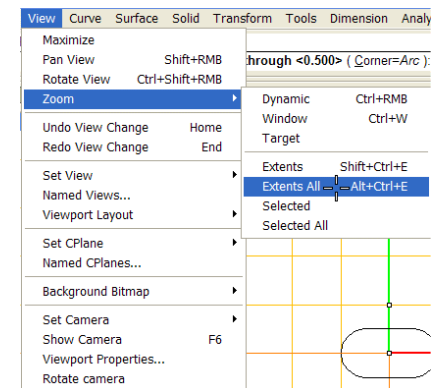 View Curve Surface Solid Transform Tools Dimension Analy
Maximize
Pan View Shift+RMB
through <0.500> ( Corner=Arc ):
Rotate View Ctrl+Shift+RMB
Zoom
Dynamic Ctrl+RMB
Window Ctrl+W
Target
Extents Shift+Ctrl+E
Extents All Alt+Ctrl+E
Selected
Selected All
Undo View Change Home
Redo View Change End
Set View
Named Views...
Viewport Layout
Set CPlane
Named CPlanes...
Background Bitmap
Set Camera
Show Camera F6
Viewport Properties...
Rotate camera